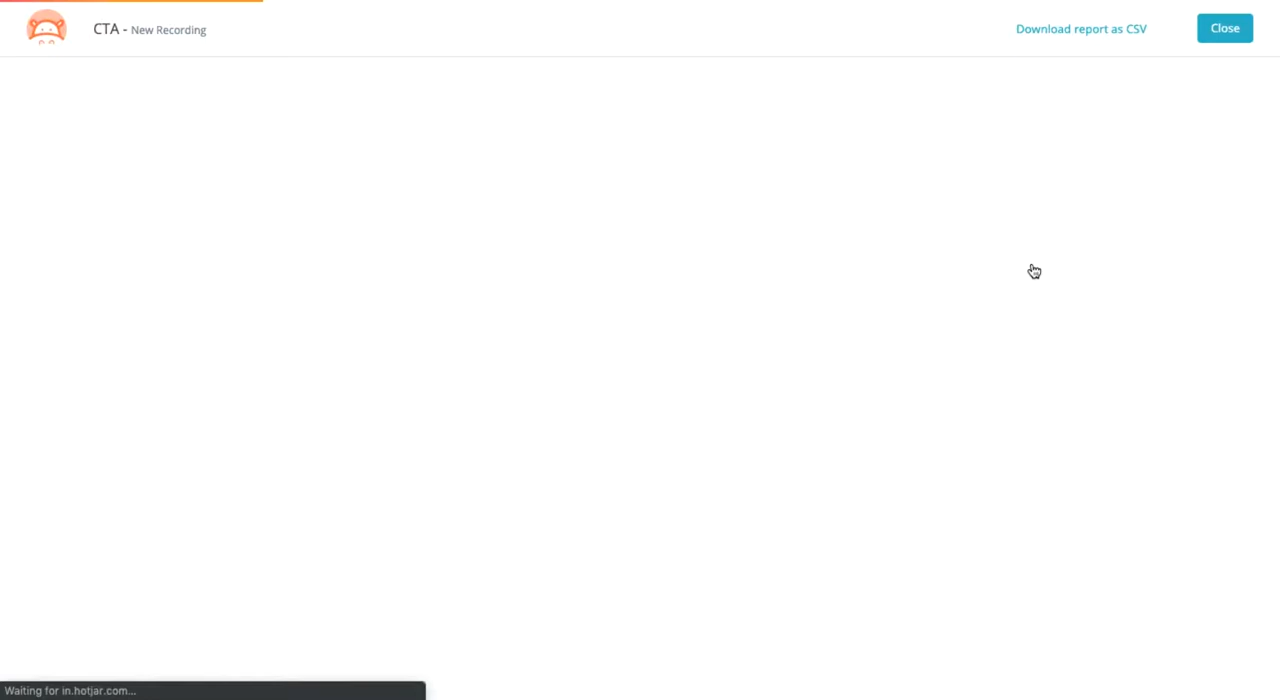 CTA - New Recording
Download report as CSV
Close
Waiting for in.hotjar.com...